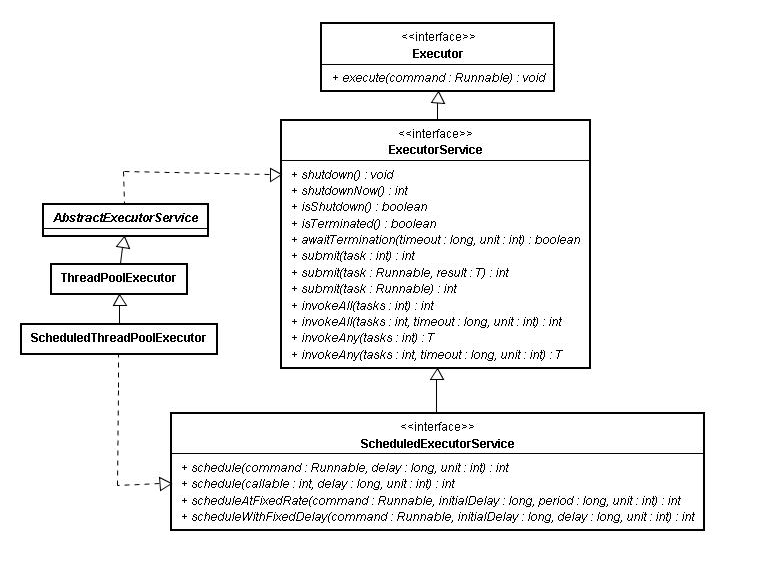 <<interface>>
Executor
+ execute(command : Runnable) : void
<<interface>>
ExecutorService
+ shutdown() : void
+ shutdownNow() : int
+ isShutdown() : boolean
+ isTerminated() : boolean
+ awaitTermination(timeout : long, unit : int) : boolean
+ submit(task : int) : int
+ submit(task : Runnable, result : T) : int
+ submit(task : Runnable) : int
+ invokeAll(tasks : int) : int
+ invokeAll(tasks : int, timeout : long, unit : int) : int
+ invokeAny(tasks : int) : T
+ invokeAny(tasks : int, timeout : long, unit : int) : T
AbstractExecutorService
ThreadPoolExecutor
ScheduledThreadPoolExecutor
<<interface>>
ScheduledExecutorService
+ schedule(command : Runnable, delay : long, unit : int) : int
+ schedule(callable : int, delay : long, unit : int) : int
+ scheduleAtFixedRate(command : Runnable, initialDelay : long, period : long, unit : int) : int
+ scheduleWithFixedDelay(command : Runnable, initialDelay : long, delay : long, unit : int) : int